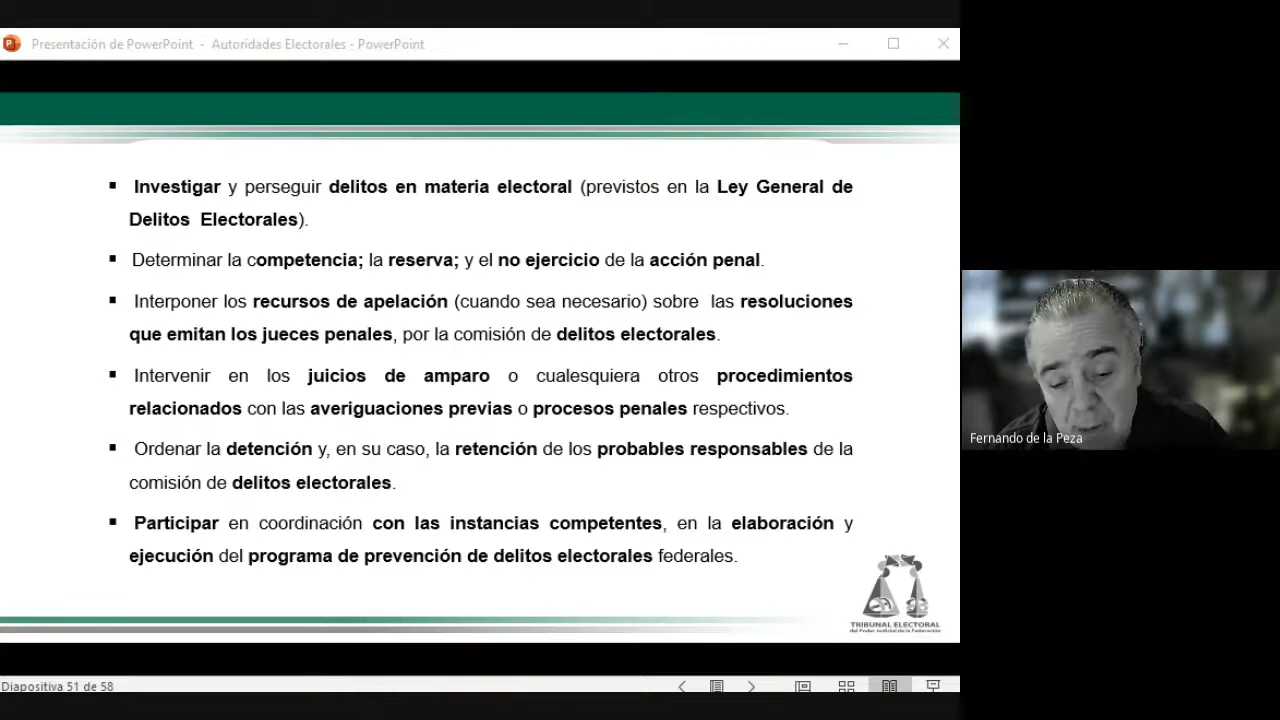 Presentación de PowerPoint - Autoridades Electorales - PowerPoint
▪ Investigar y perseguir delitos en materia electoral (previstos en la Ley General de
Delitos Electorales).
▪ Determinar la competencia; la reserva; y el no ejercicio de la acción penal.
▪ Interponer los recursos de apelación (cuando sea necesario) sobre las resoluciones
que emitan los jueces penales, por la comisión de delitos electorales.
▪ Intervenir en los juicios de amparo o cualesquiera otros procedimientos
relacionados con las averiguaciones previas o procesos penales respectivos.
▪ Ordenar la detención y, en su caso, la retención de los probables responsables de la
comisión de delitos electorales.
▪ Participar en coordinación con las instancias competentes, en la elaboración y
ejecución del programa de prevención de delitos electorales federales.
TRIBUNAL ELECTORAL
del Poder Judicial de la Federación
Diapositiva 51 de 58
Fernando de la Peza